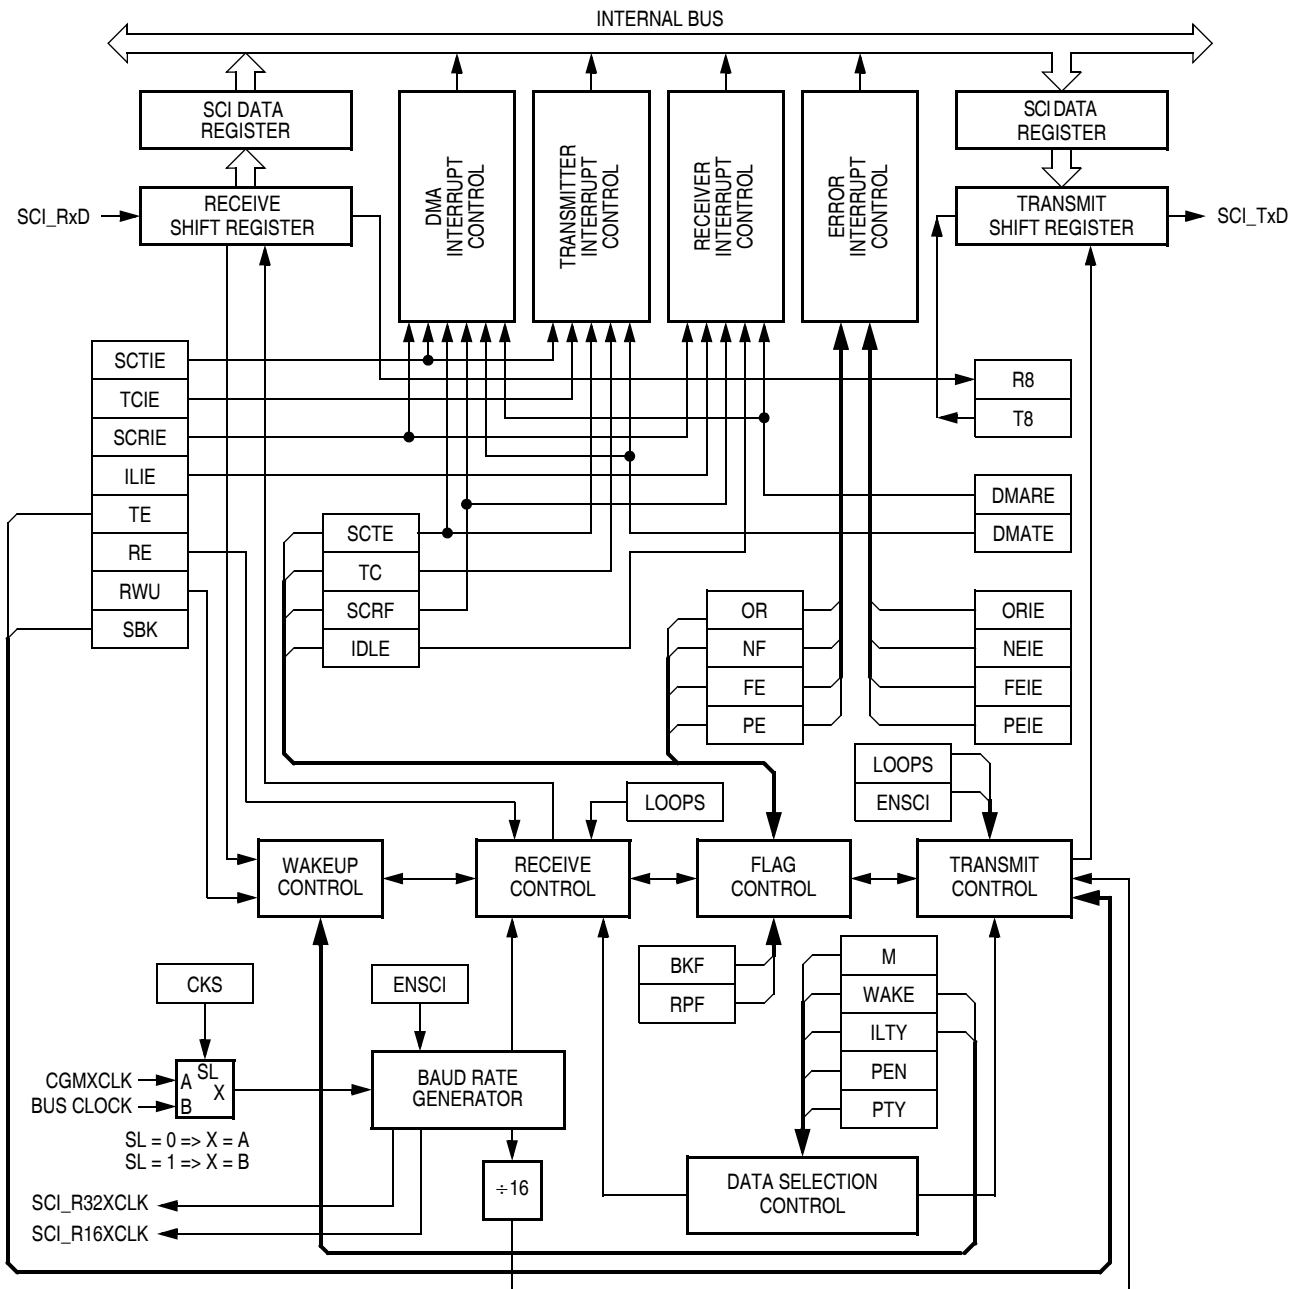 INTERNAL BUS
SCI DATA
REGISTER
SCI DATA
REGISTER
RECEIVE
SHIFT REGISTER
TRANSMIT
SHIFT REGISTER
SCI_RxD
SCI_TxD
DMA
INTERRUPT
CONTROL
TRANSMITTER
INTERRUPT
CONTROL
RECEIVER
INTERRUPT
CONTROL
ERROR
INTERRUPT
CONTROL
SCTIE
TCIE
SCRIE
ILIE
TE
RE
RWU
SBK
R8
T8
DMARE
DMATE
SCTE
TC
SCRF
IDLE
OR
NF
FE
PE
ORIE
NEIE
FEIE
PEIE
LOOPS
ENSCI
LOOPS
WAKEUP
CONTROL
RECEIVE
CONTROL
FLAG
CONTROL
TRANSMIT
CONTROL
BKF
RPF
M
WAKE
ILTY
PEN
PTY
CKS
ENSCI
CGMXCLK
BUS CLOCK
SL
A
X
B
SL = 0 => X = A
SL = 1 => X = B
BAUD RATE
GENERATOR
÷16
DATA SELECTION
CONTROL
SCI_R32XCLK
SCI_R16XCLK